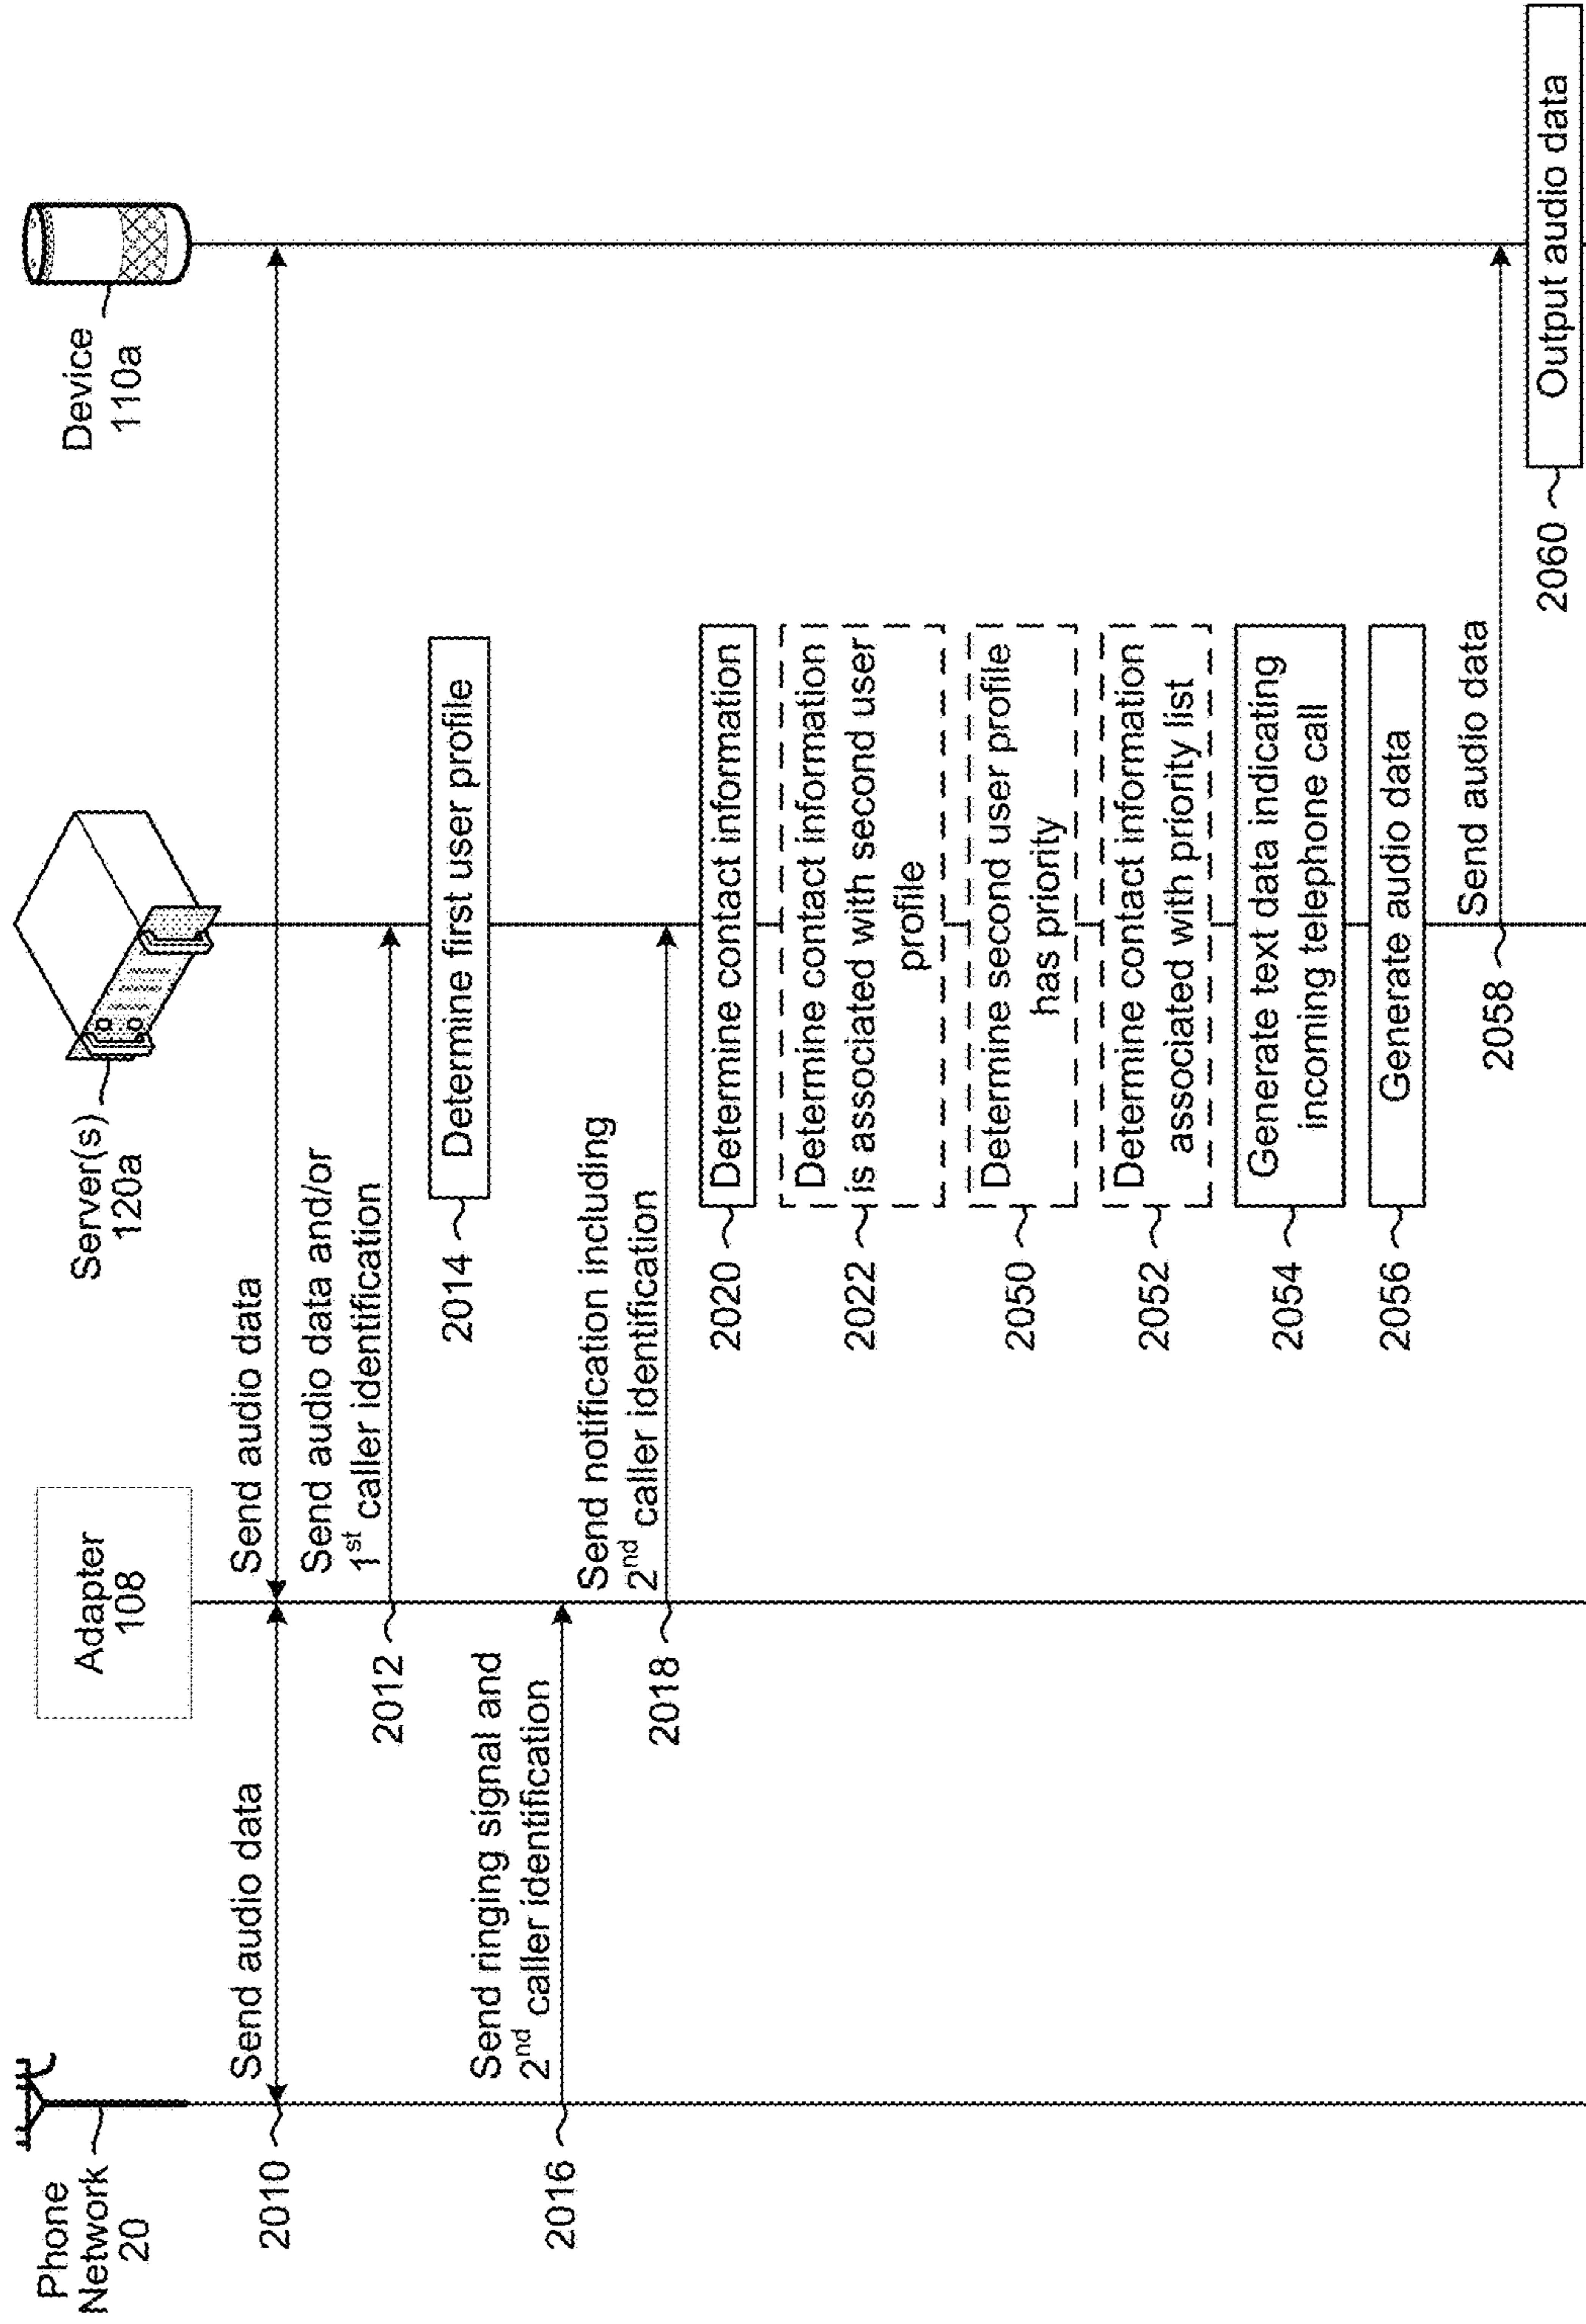 Phone
Network
20
Adapter
108
Server(s)
120a
Device
110a
Send audio data
Send audio data
2010
Send audio data and/or
1st caller identification
2012
Determine first user profile
2014
Send ringing signal and
2nd caller identification
2016
Send notification including
2nd caller identification
2018
2020
Determine contact information
2022
Determine contact information
is associated with second user
profile
2050
Determine second user profile
has priority
2052
Determine contact information
associated with priority list
2054
Generate text data indicating
incoming telephone call
2056
Generate audio data
Send audio data
2058
2060
Output audio data